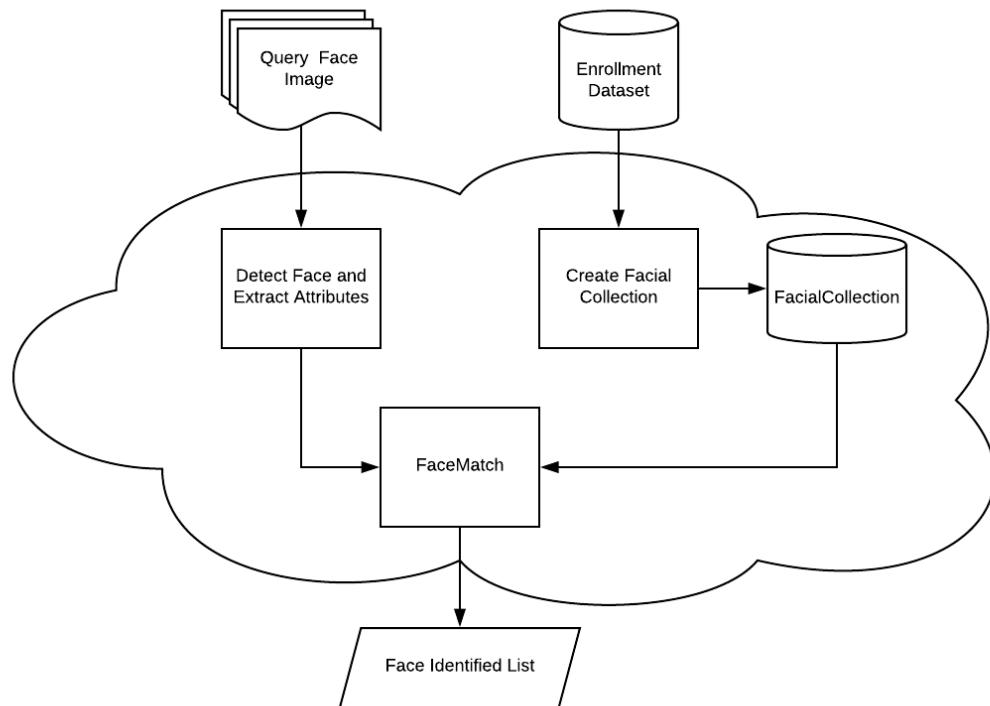 Query Face
Image
Enrollment
Dataset
Detect Face and
Extract Attributes
Create Facial
Collection
FacialCollection
FaceMatch
Face Identified List